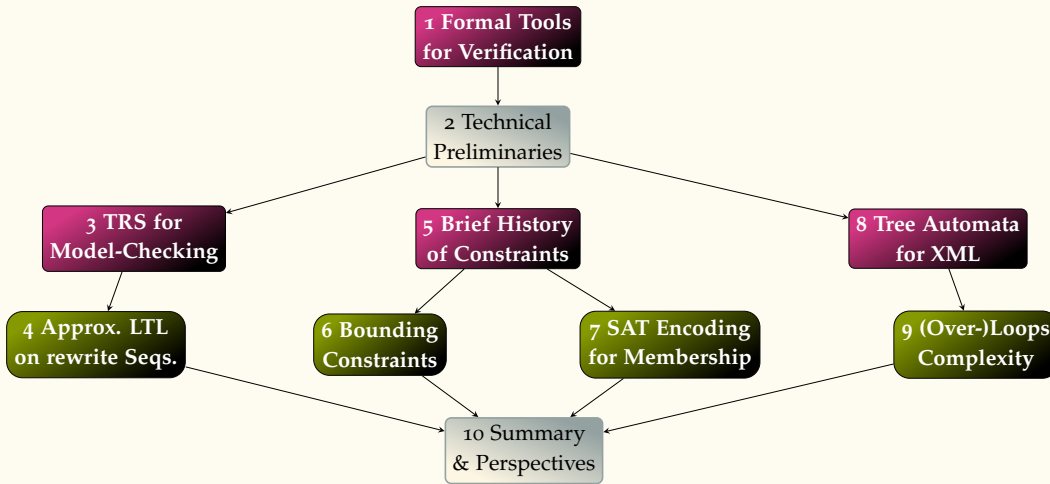 1 Formal Tools
for Verification
2 Technical
Preliminaries
3 TRS for
Model-Checking
5 Brief History
of Constraints
8 Tree Automata
for XML
4 Approx. LTL
on rewrite Seqs.
6 Bounding
Constraints
7 SAT Encoding
for Membership
9 (Over-)Loops
Complexity
10 Summary
& Perspectives